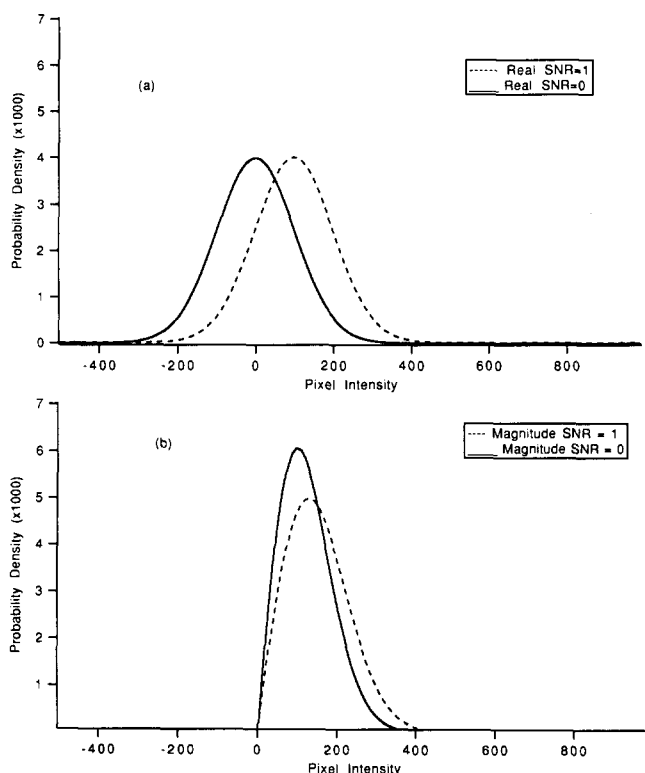 7
6
(a)
Real SNR=1
Real SNR=0
5
4
3
2
1
0
Probability Density (x1000)
-400 -200 0 200 400 600 800
Pixel Intensity
7
6
(b)
Magnitude SNR = 1
Magnitude SNR = 0
5
4
3
2
1
Probability Density (x1000)
-400 -200 0 200 400 600 800
Pixel Intensity